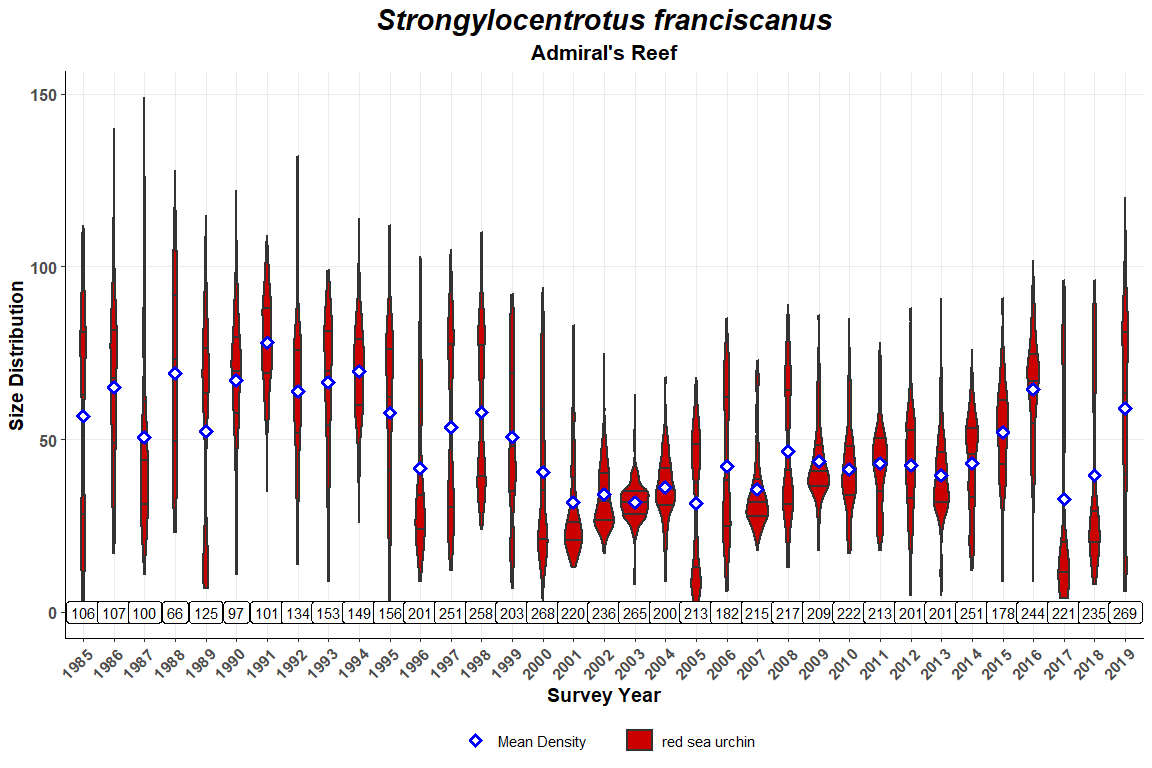 Strongylocentrotus franciscanus
Admiral's Reef
Size Distribution
150
100
50
0
106 107 100 66 125 97 101 134 153 149 156 201 251 258 203 268 220 236 265 200 213 182 215 217 209 222 213 201 201 251 178 244 221 235 269
1985 1986 1987 1988 1989 1990 1991 1992 1993 1994 1995 1996 1997 1998 1999 2000 2001 2002 2003 2004 2005 2006 2007 2008 2009 2010 2011 2012 2013 2014 2015 2016 2017 2018 2019
Survey Year
Mean Density red sea urchin